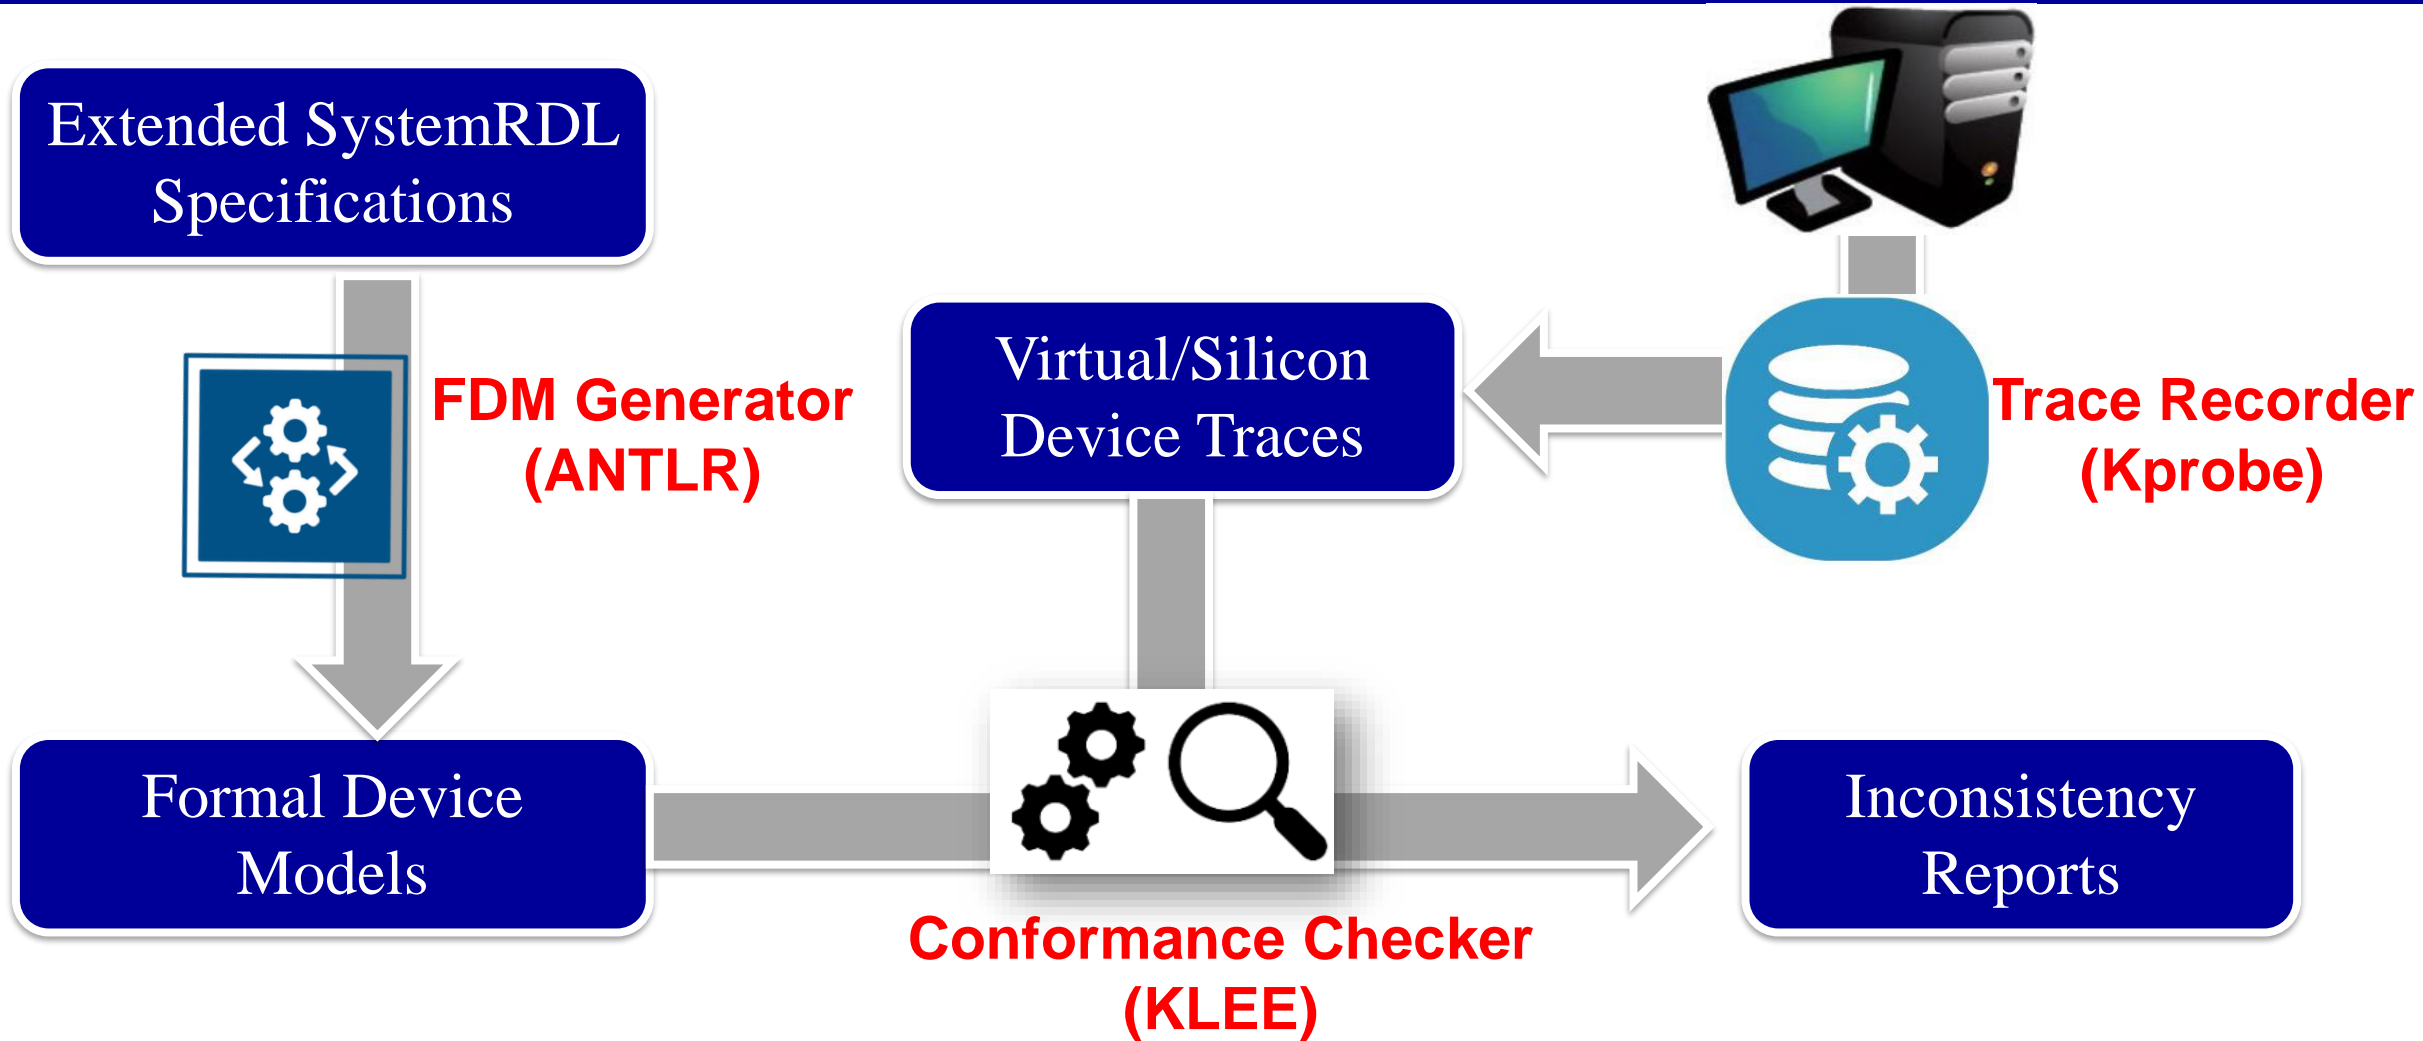 Extended SystemRDL
Specifications
FDM Generator
(ANTLR)
Virtual/Silicon
Device Traces
Trace Recorder
(Kprobe)
Formal Device
Models
Conformance Checker
(KLEE)
Inconsistency
Reports